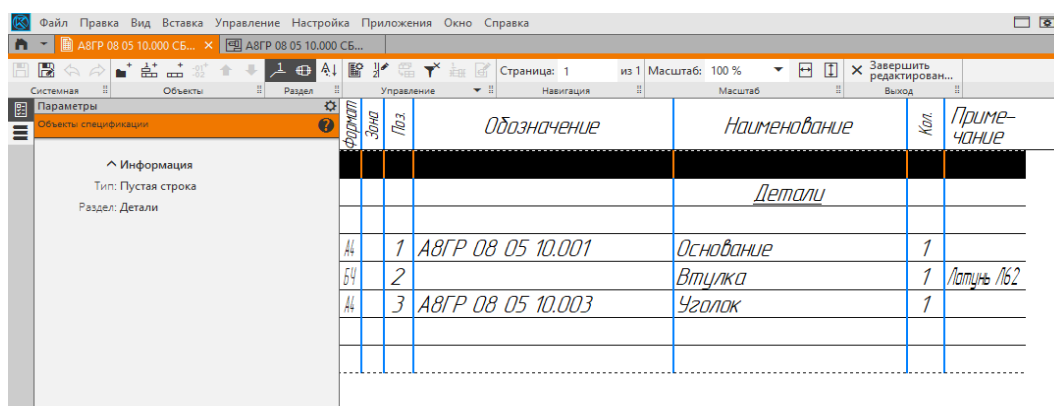 Файл Правка Вид Вставка Управление Настройка Приложения Окно Справка
А8ГР 08 05 10.000 СБ... × А8ГР 08 05 10.000 СБ...
Страница: 1 из 1 Масштаб: 100 % Завершить редактирован...
Системная Объекты Раздел Управление Навигация Масштаб Выход
Параметры
Объекты спецификации
Информация
Тип: Пустая строка
Раздел: Детали
Формат Зона Поз. Обозначение Наименование Кол. Приме-чание
Детали
А4 1 А8ГР 08 05 10.001 Основание 1
БЧ 2 Втулка 1 Латунь Л62
А4 3 А8ГР 08 05 10.003 Уголок 1